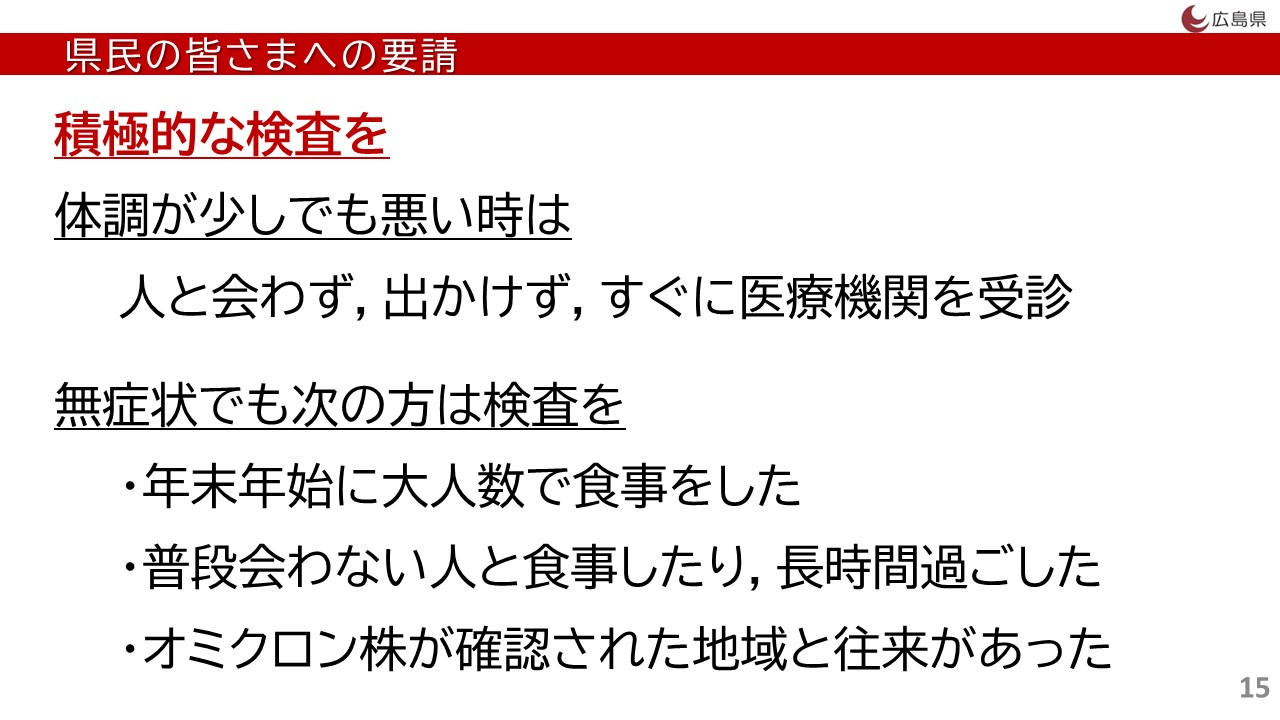 広島県
県民の皆さまへの要請
積極的な検査を
体調が少しでも悪い時は
人と会わず，出かけず，すぐに医療機関を受診
無症状でも次の方は検査を
・年末年始に大人数で食事をした
・普段会わない人と食事したり，長時間過ごした
・オミクロン株が確認された地域と往来があった
15